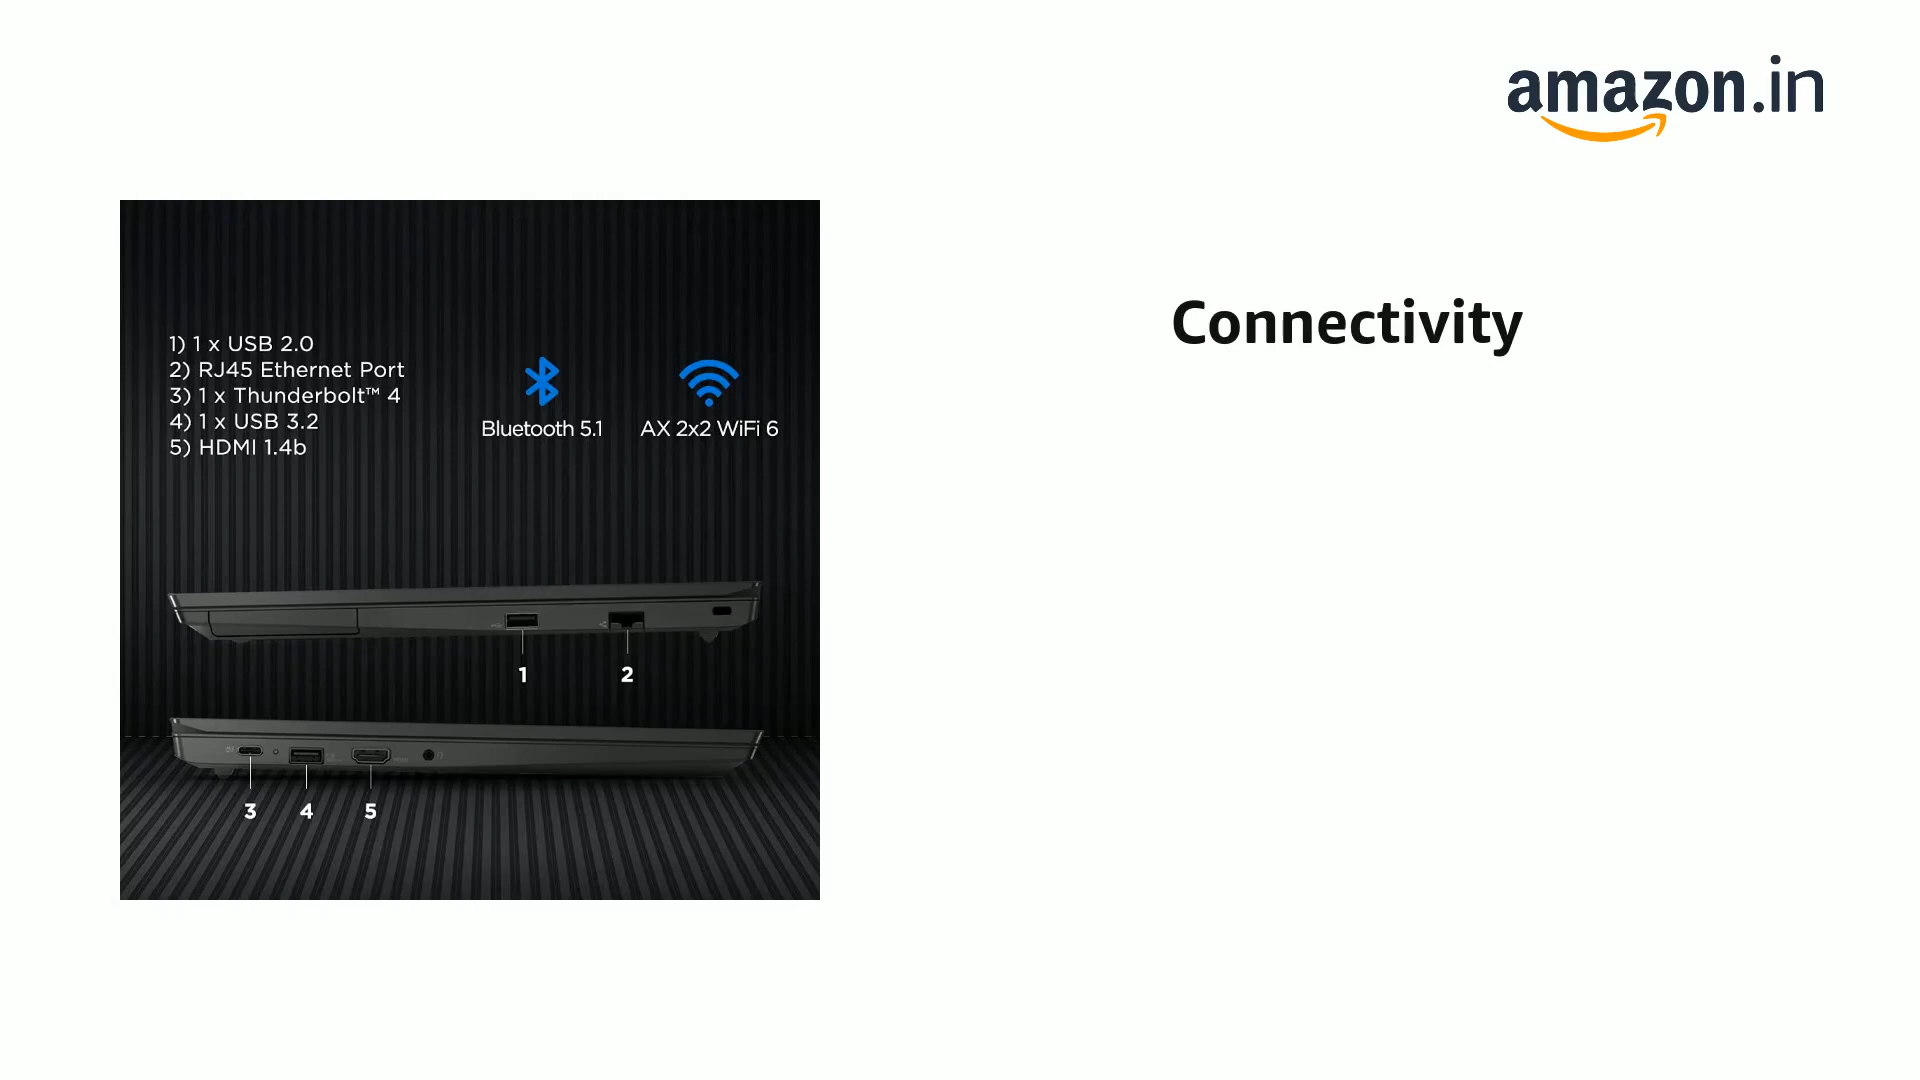 amazon.in
Connectivity
1) 1 x USB 2.0
2) RJ45 Ethernet Port
3) 1 x Thunderbolt™ 4
4) 1 x USB 3.2
5) HDMI 1.4b
Bluetooth 5.1
AX 2x2 WiFi 6
1
2
3
4
5